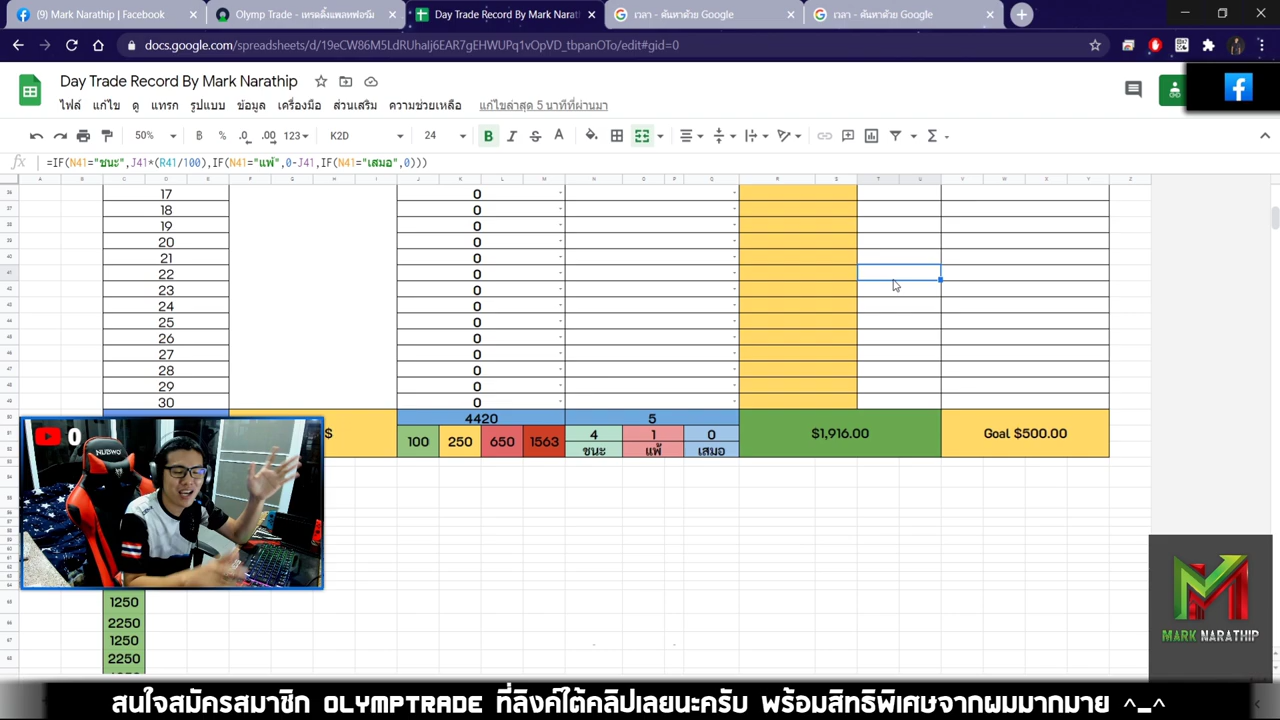 (9) Mark Narathip | Facebook
Olymp Trade - เทรดดิ้งแพลทฟอร์ม
Day Trade Record By Mark Narat
เวลา - ค้นหาด้วย Google
เวลา - ค้นหาด้วย Google
docs.google.com/spreadsheets/d/19eCW86M5LdRUhaIj6EAR7gEHWUPq1vOpVD_tbpanOTo/edit#gid=0
Day Trade Record By Mark Narathip
ไฟล์ แก้ไข ดู แทรก รูปแบบ ข้อมูล เครื่องมือ ส่วนเสริม ความช่วยเหลือ แก้ไขล่าสุด 5 นาทีที่ผ่านมา
50% ฿ % .0 .00 123 K2D 24 B I S A
fx =IF(N41="ชนะ",J41*(R41/100),IF(N41="แพ้",0-J41,IF(N41="เสมอ",0)))
17 0
18 0
19 0
20 0
21 0
22 0
23 0
24 0
25 0
26 0
27 0
28 0
29 0
30 0
4420 5
$ 100 250 650 1563 4 1 0 $1,916.00 Goal $500.00
ชนะ แพ้ เสมอ
0
NUBWO
1250
2250
1250
2250
MARK NARATHIP
สนใจสมัครสมาชิก OLYMPTRADE ที่ลิงค์ใต้คลิปเลยนะครับ พร้อมสิทธิพิเศษจากผมมากมาย ^_^